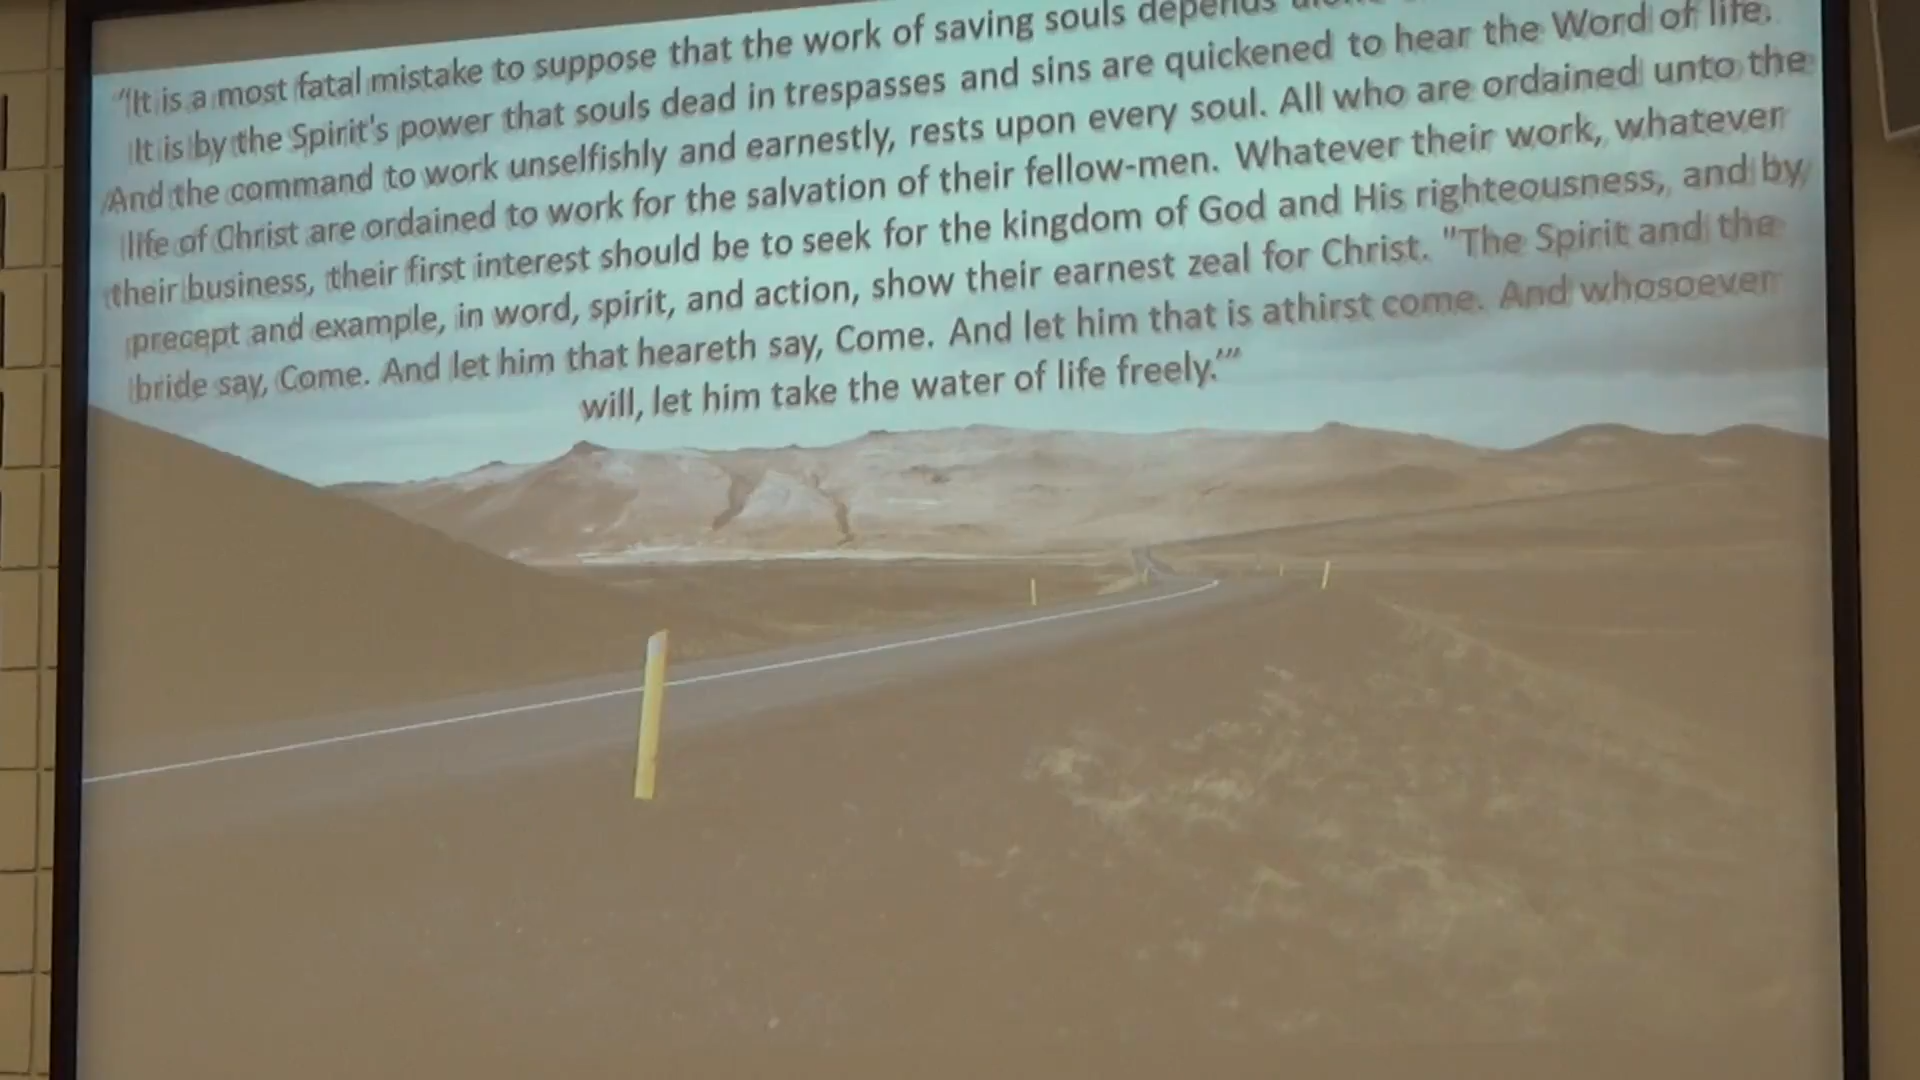 "It is a most fatal mistake to suppose that the work of saving souls depends
It is by the Spirit's power that souls dead in trespasses and sins are quickened to hear the Word of life.
And the command to work unselfishly and earnestly, rests upon every soul. All who are ordained unto the
life of Christ are ordained to work for the salvation of their fellow-men. Whatever their work, whatever
their business, their first interest should be to seek for the kingdom of God and His righteousness, and by
precept and example, in word, spirit, and action, show their earnest zeal for Christ. "The Spirit and the
bride say, Come. And let him that heareth say, Come. And let him that is athirst come. And whosoever
will, let him take the water of life freely.'"